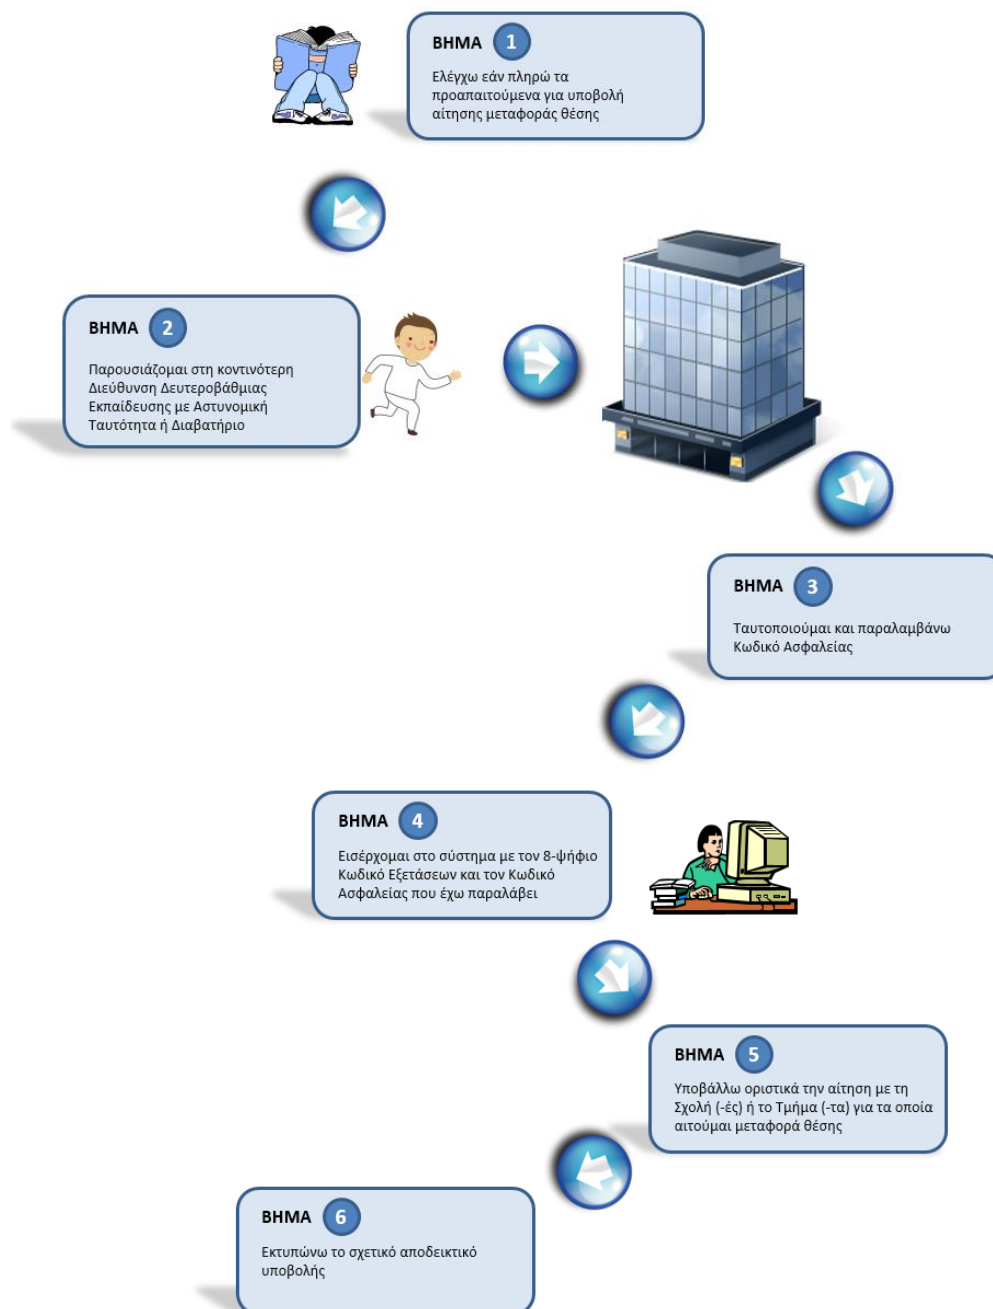 ΒΗΜΑ 1
Ελέγχω εάν πληρώ τα
προαπαιτούμενα για υποβολή
αίτησης μεταφοράς θέσης
ΒΗΜΑ 2
Παρουσιάζομαι στη κοντινότερη
Διεύθυνση Δευτεροβάθμιας
Εκπαίδευσης με Αστυνομική
Ταυτότητα ή Διαβατήριο
ΒΗΜΑ 3
Ταυτοποιούμαι και παραλαμβάνω
Κωδικό Ασφαλείας
ΒΗΜΑ 4
Εισέρχομαι στο σύστημα με τον 8-ψήφιο
Κωδικό Εξετάσεων και τον Κωδικό
Ασφαλείας που έχω παραλάβει
ΒΗΜΑ 5
Υποβάλλω οριστικά την αίτηση με τη
Σχολή (-ές) ή το Τμήμα (-τα) για τα οποία
αιτούμαι μεταφορά θέσης
ΒΗΜΑ 6
Εκτυπώνω το σχετικό αποδεικτικό
υποβολής